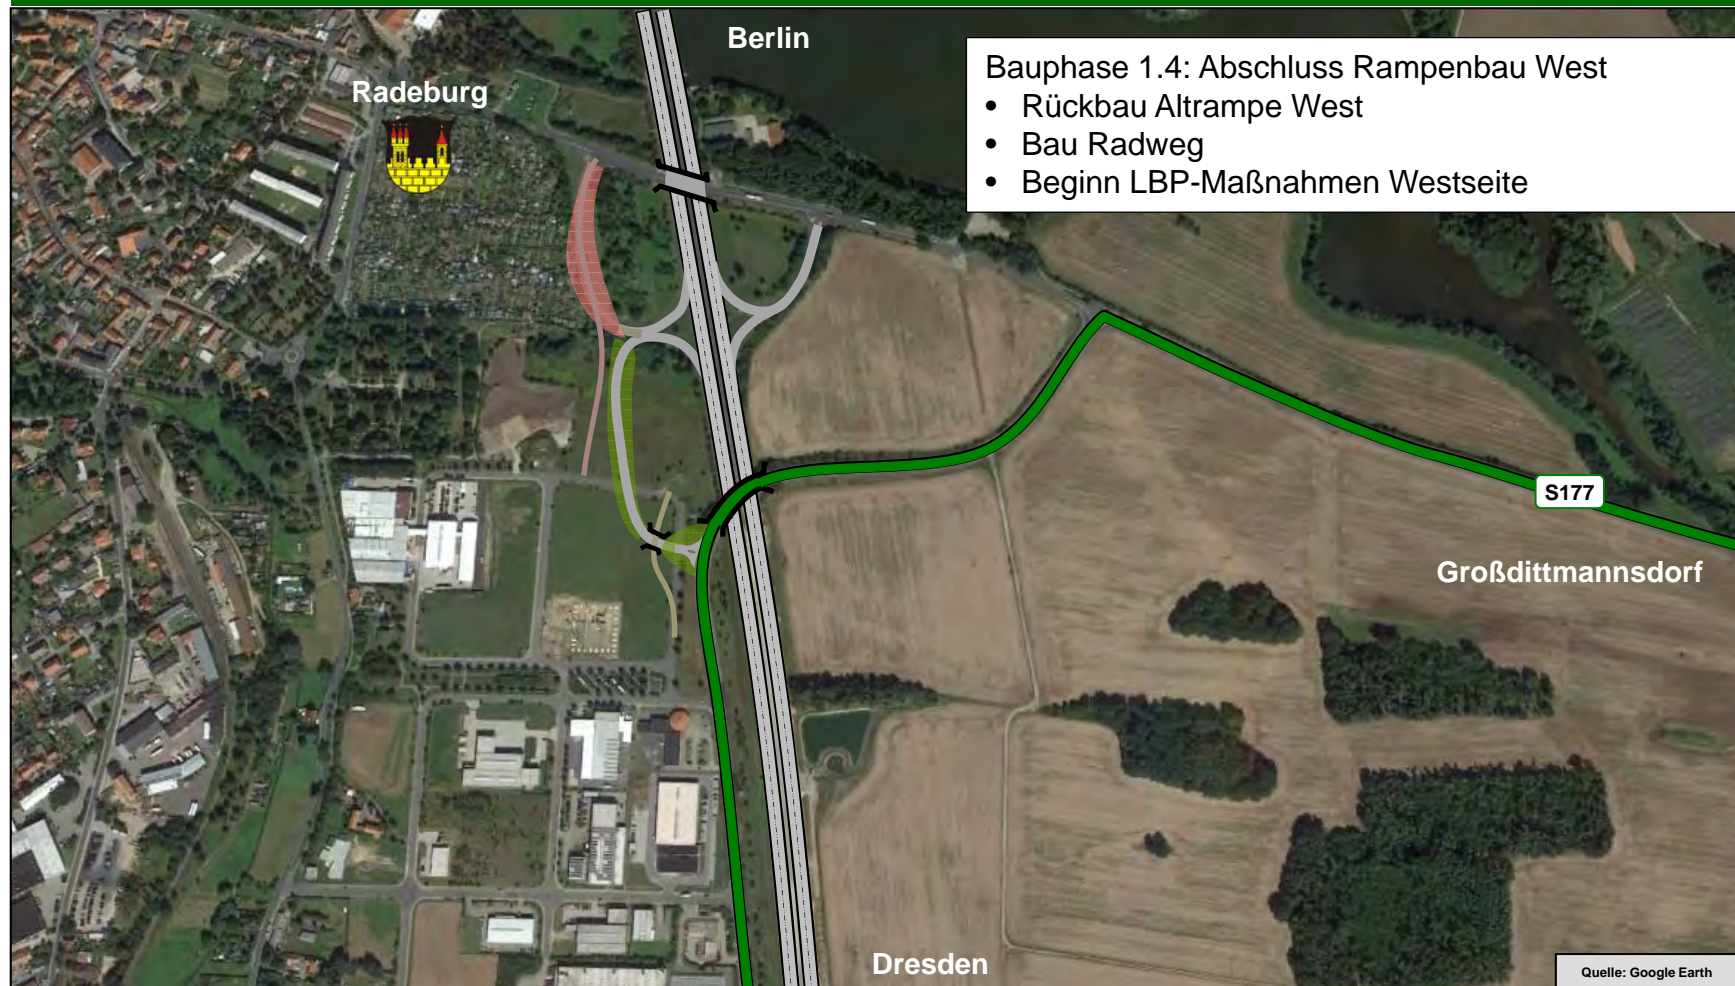 Berlin
Radeburg
Bauphase 1.4: Abschluss Rampenbau West
• Rückbau Altrampe West
• Bau Radweg
• Beginn LBP-Maßnahmen Westseite
S177
Großdittmannsdorf
Dresden
Quelle: Google Earth